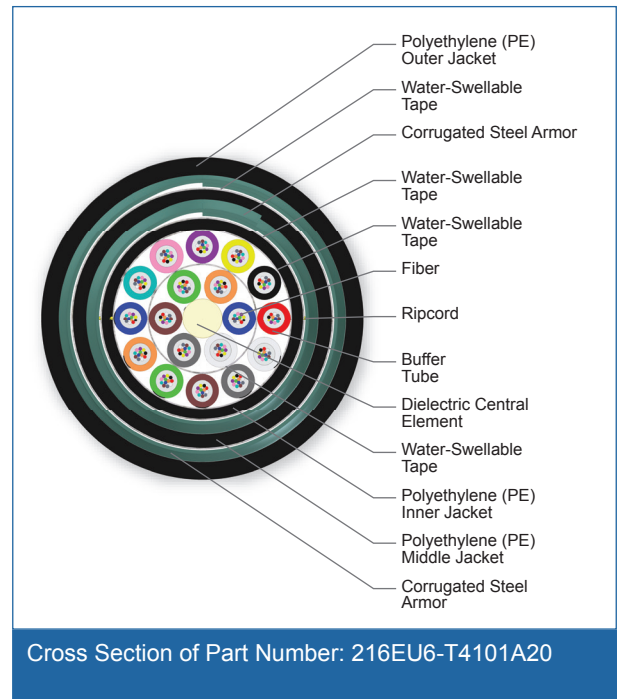 Polyethylene (PE)
Outer Jacket
Water-Swellable
Tape
Corrugated Steel Armor
Water-Swellable
Tape
Water-Swellable
Tape
Fiber
Ripcord
Buffer
Tube
Dielectric Central
Element
Water-Swellable
Tape
Polyethylene (PE)
Inner Jacket
Polyethylene (PE)
Middle Jacket
Corrugated Steel
Armor
Cross Section of Part Number: 216EU6-T4101A20